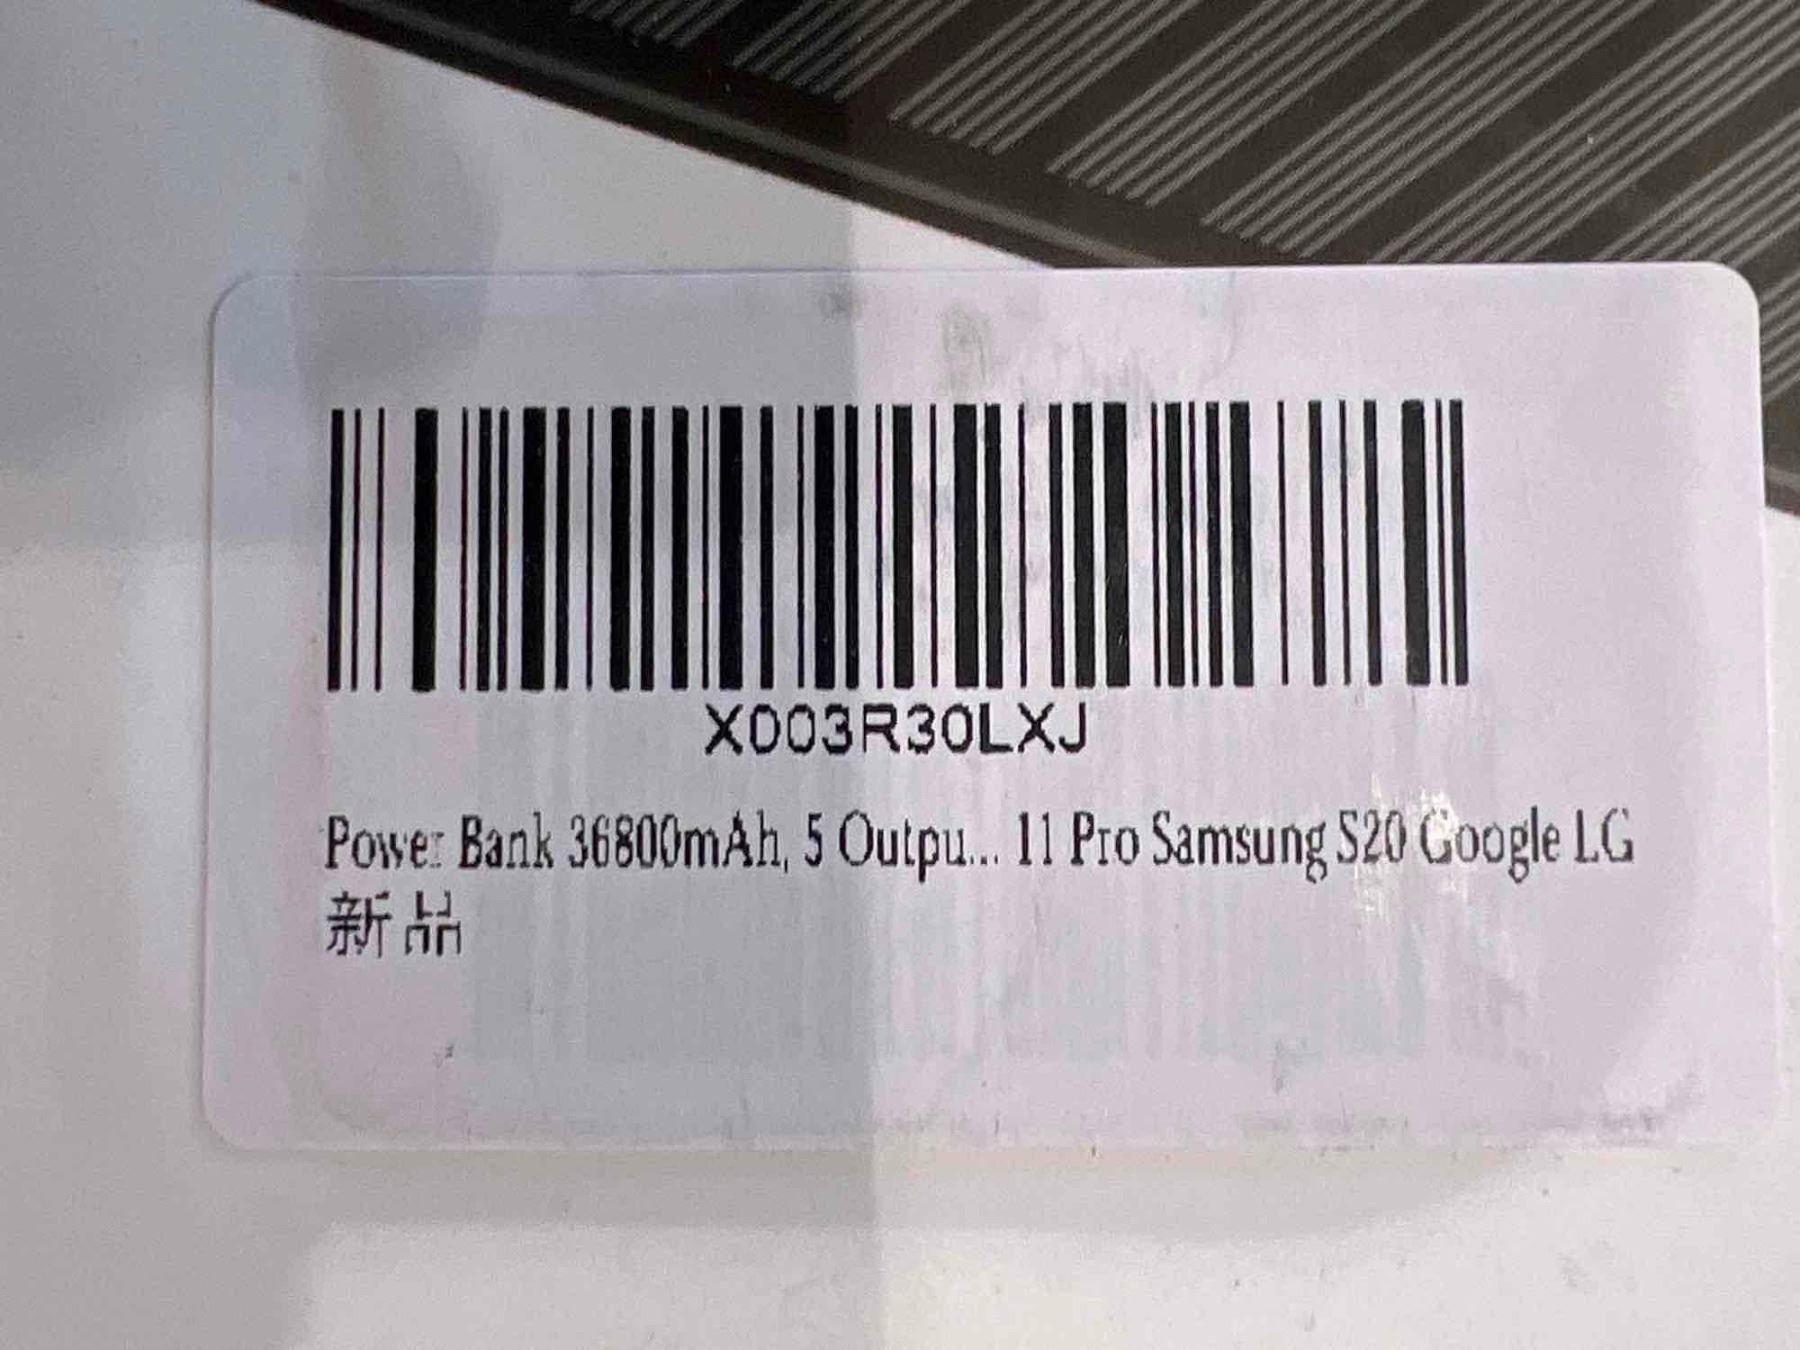 X003R30LXJ
Power Bank 36800mAh, 5 Outpu... 11 Pro Samsung S20 Google LG
新品